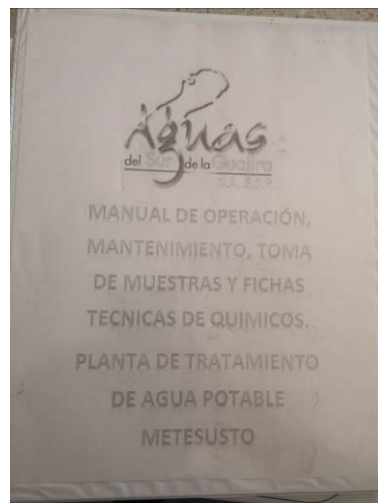 Aguas
del Sur de la Guajira
S.A. E.S.P.
MANUAL DE OPERACIÓN,
MANTENIMIENTO, TOMA
DE MUESTRAS Y FICHAS
TECNICAS DE QUIMICOS.
PLANTA DE TRATAMIENTO
DE AGUA POTABLE
METESUSTO